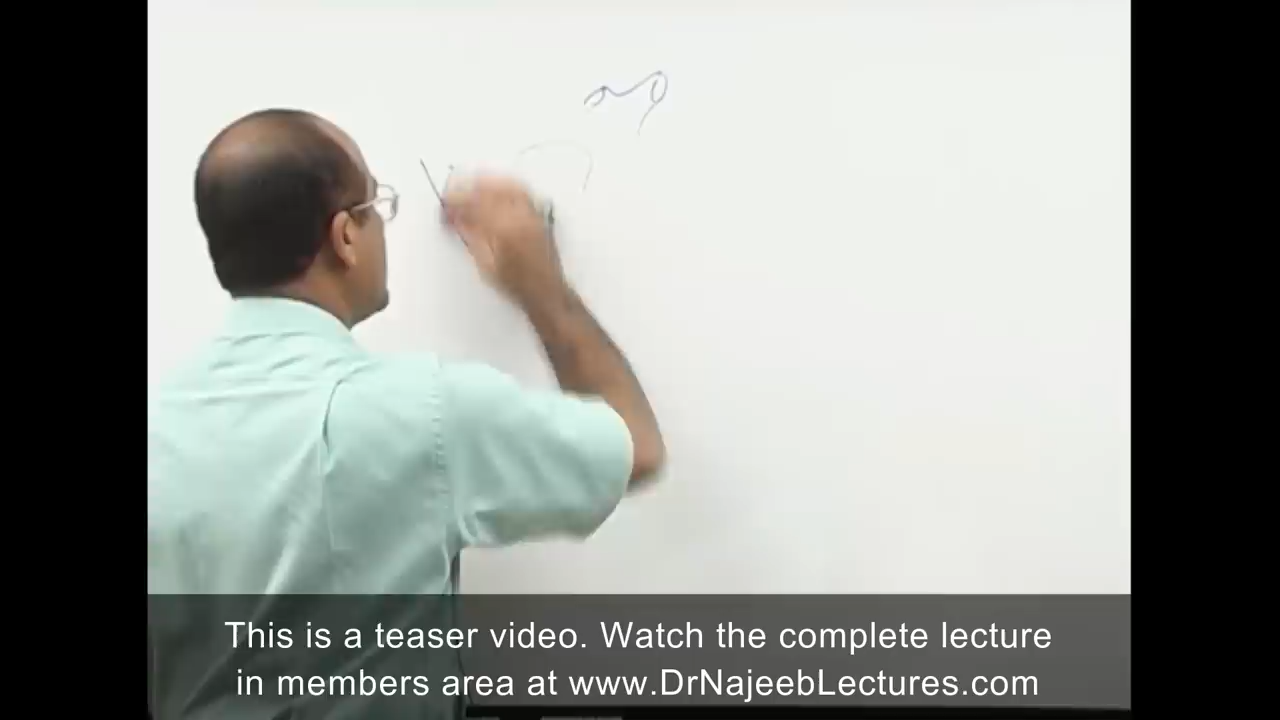 This is a teaser video. Watch the complete lecture
in members area at www.DrNajeebLectures.com